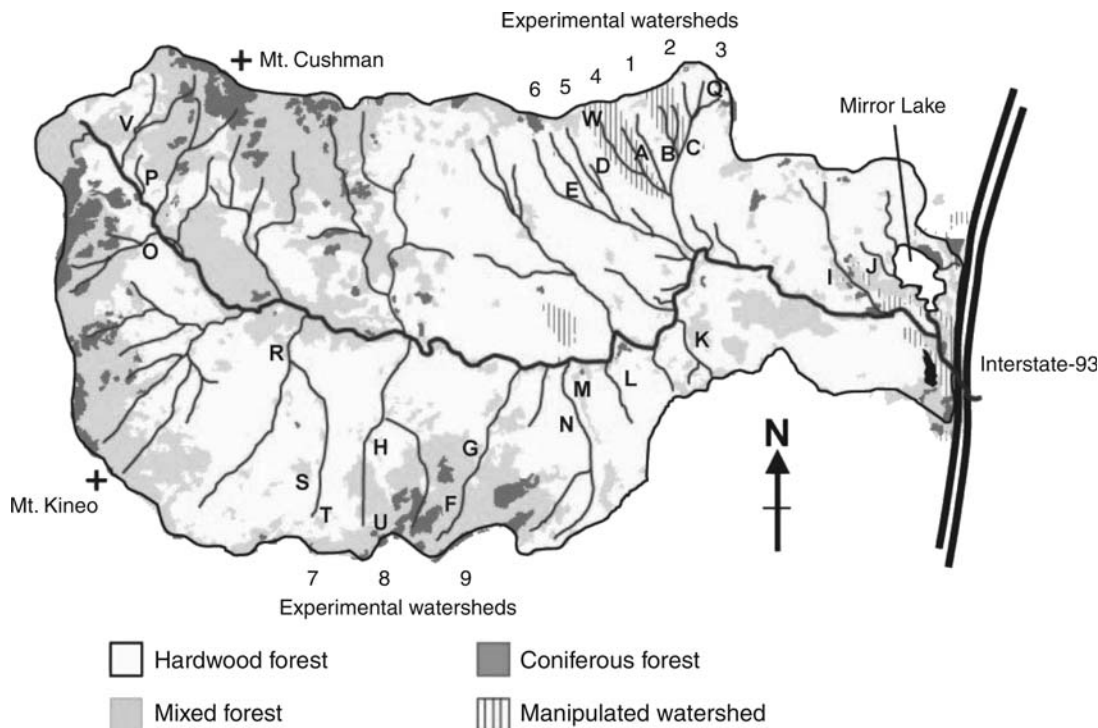 Experimental watersheds
6 5 4 1 2 3
Mt. Cushman
Mirror Lake
Q
W
V
A B C
P
D
E
O
I J
K
R
L
M
N
Interstate-93
N
H G
Mt. Kineo
S
F
T U
7 8 9
Experimental watersheds
Hardwood forest
Coniferous forest
Mixed forest
Manipulated watershed